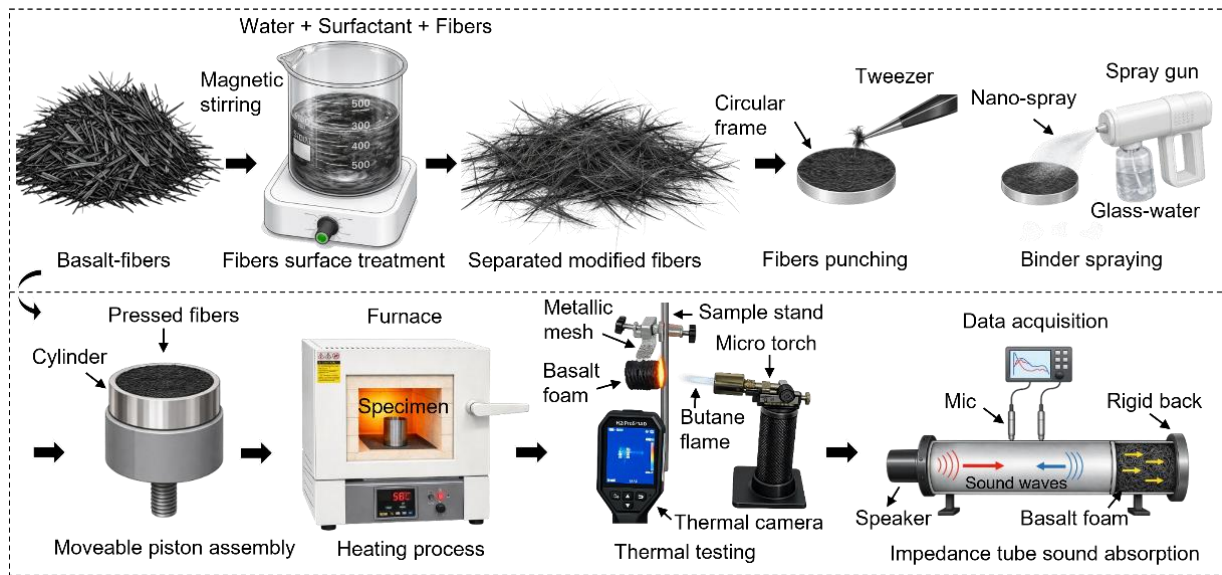 Water + Surfactant + Fibers
Magnetic
stirring
500
400
300
500
Basalt-fibers
Fibers surface treatment
Separated modified fibers
Circular
frame
Tweezer
Fibers punching
Spray gun
Nano-spray
Glass-water
Binder spraying
Pressed fibers
Cylinder
Moveable piston assembly
Furnace
Specimen
Heating process
Metallic
mesh
Sample stand
Micro torch
Basalt
foam
Butane
flame
Thermal camera
Thermal testing
Data acquisition
Mic
Rigid back
Sound waves
Speaker
Basalt foam
Impedance tube sound absorption